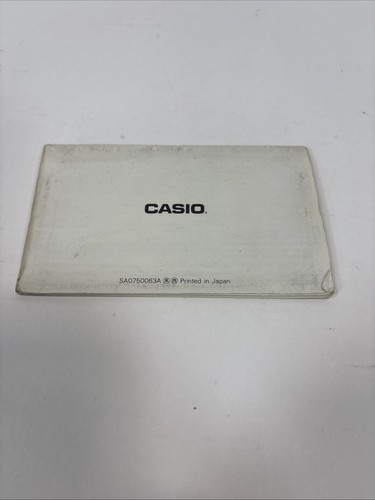 CASIO.
SA0750063A Printed in Japan